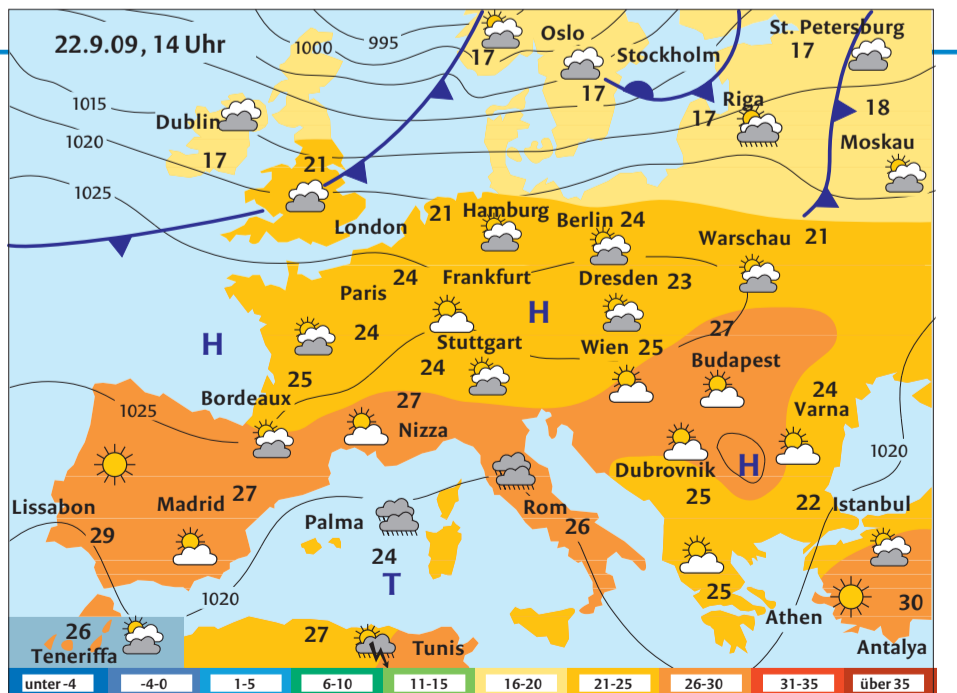 22.9.09, 14 Uhr
1000
995
17
Oslo
Stockholm
17
St. Petersburg
17
1015
Dublin
17
1020
21
Riga
17
18
Moskau
1025
London
21
Hamburg
Berlin 24
Warschau
21
24
Frankfurt
Dresden 23
Paris
24
H
H
Stuttgart
24
Wien 25
27
Budapest
25
Bordeaux
27
Nizza
24
Varna
1025
1020
Dubrovnik
25
H
Lissabon
29
Madrid
27
Palma
24
T
Rom
26
22
Istanbul
1020
25
Athen
30
Antalya
26
Teneriffa
27
Tunis
unter -4
-4-0
1-5
6-10
11-15
16-20
21-25
26-30
31-35
über 35